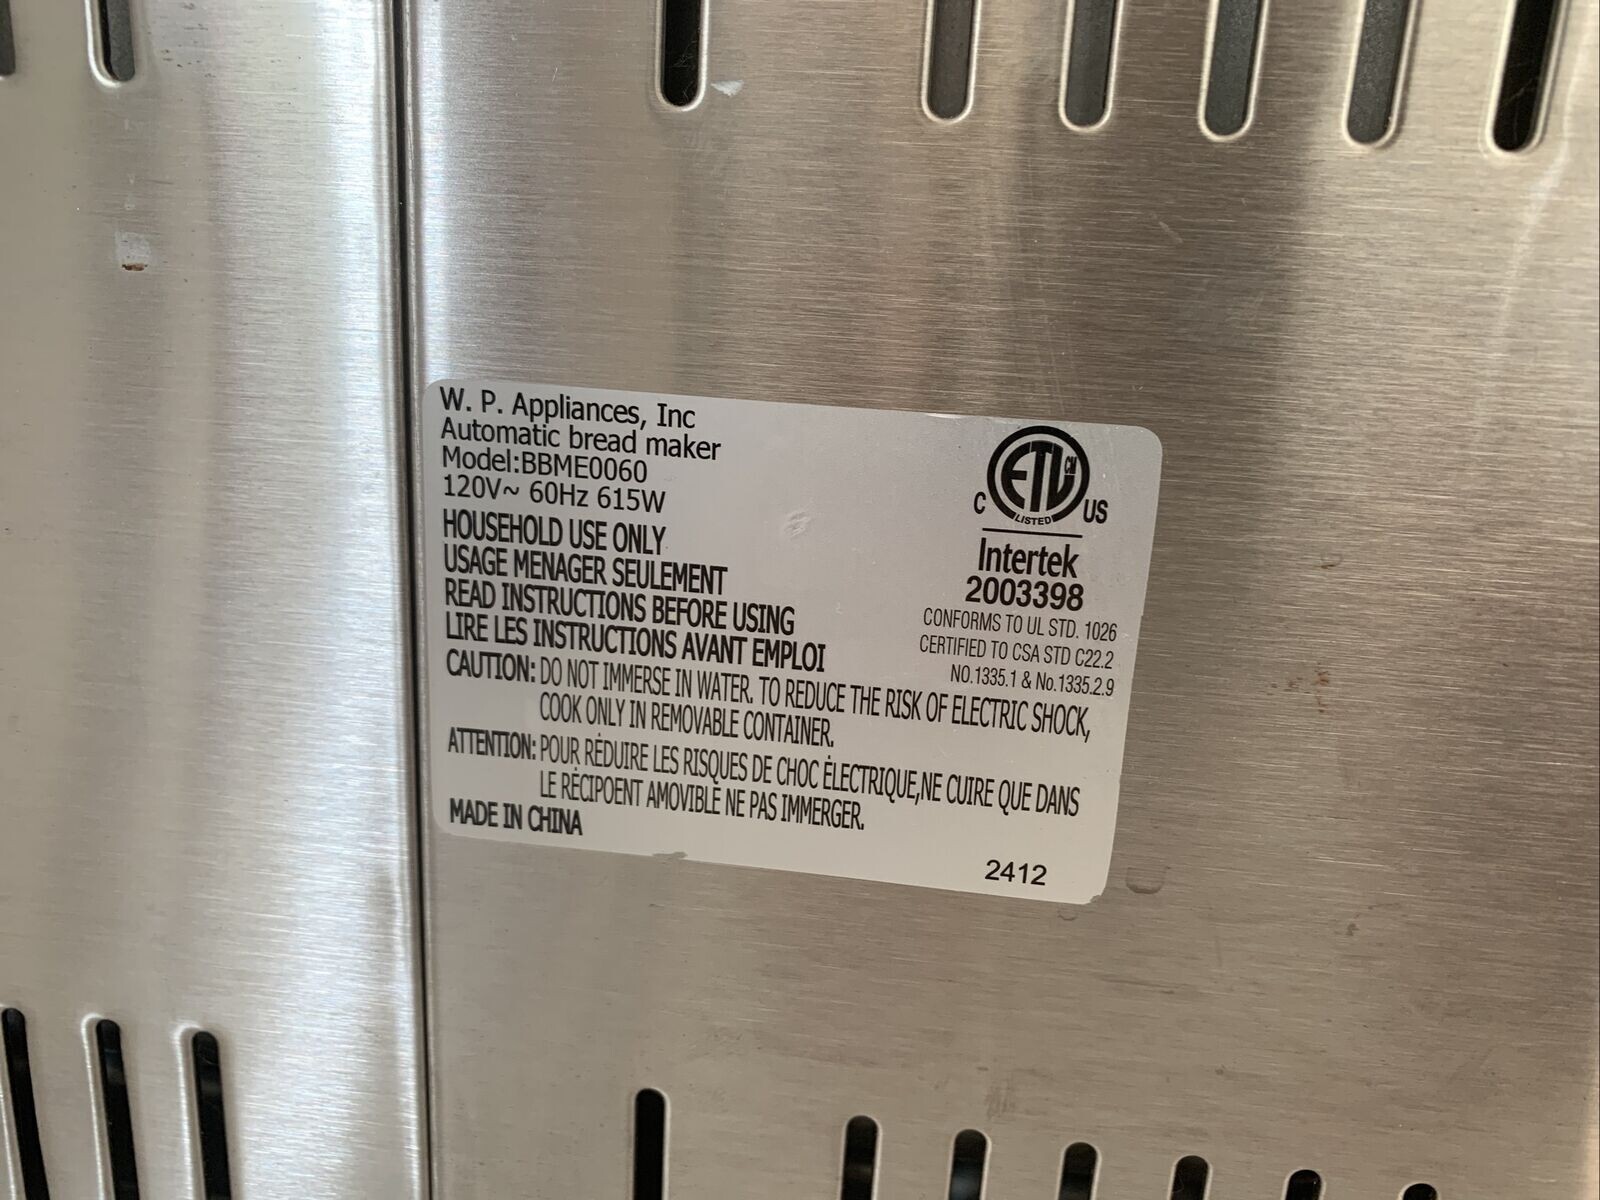 W. P. Appliances, Inc
Automatic bread maker
Model:BBME0060
120V~ 60Hz 615W
HOUSEHOLD USE ONLY
USAGE MENAGER SEULEMENT
READ INSTRUCTIONS BEFORE USING
LIRE LES INSTRUCTIONS AVANT EMPLOI
ETL CM
C US
LISTED
Intertek
2003398
CONFORMS TO UL STD. 1026
CERTIFIED TO CSA STD C22.2
NO.1335.1 & No.1335.2.9
CAUTION: DO NOT IMMERSE IN WATER. TO REDUCE THE RISK OF ELECTRIC SHOCK,
COOK ONLY IN REMOVABLE CONTAINER.
ATTENTION: POUR RÉDUIRE LES RISQUES DE CHOC ÉLECTRIQUE,NE CUIRE QUE DANS
LE RÉCIPOENT AMOVIBLE NE PAS IMMERGER.
MADE IN CHINA
2412